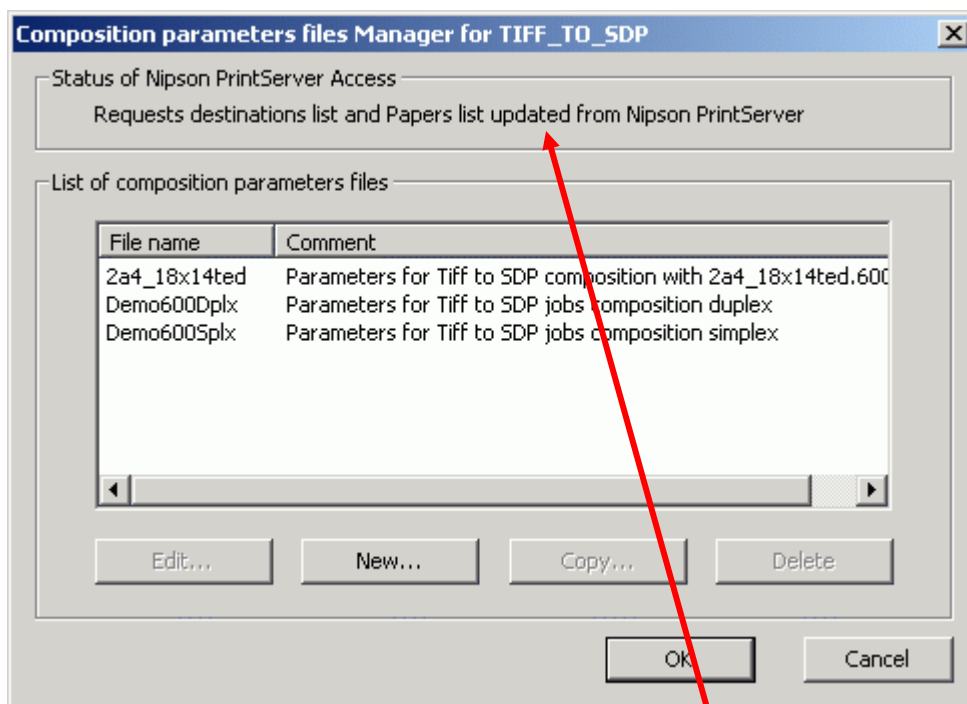 Composition parameters files Manager for TIFF_TO_SDP
Status of Nipson PrintServer Access
Requests destinations list and Papers list updated from Nipson PrintServer
List of composition parameters files
File name Comment
2a4_18x14ted Parameters for Tiff to SDP composition with 2a4_18x14ted.600
Demo600Dplx Parameters for Tiff to SDP jobs composition duplex
Demo600Splx Parameters for Tiff to SDP jobs composition simplex
Edit... New... Copy... Delete
OK Cancel